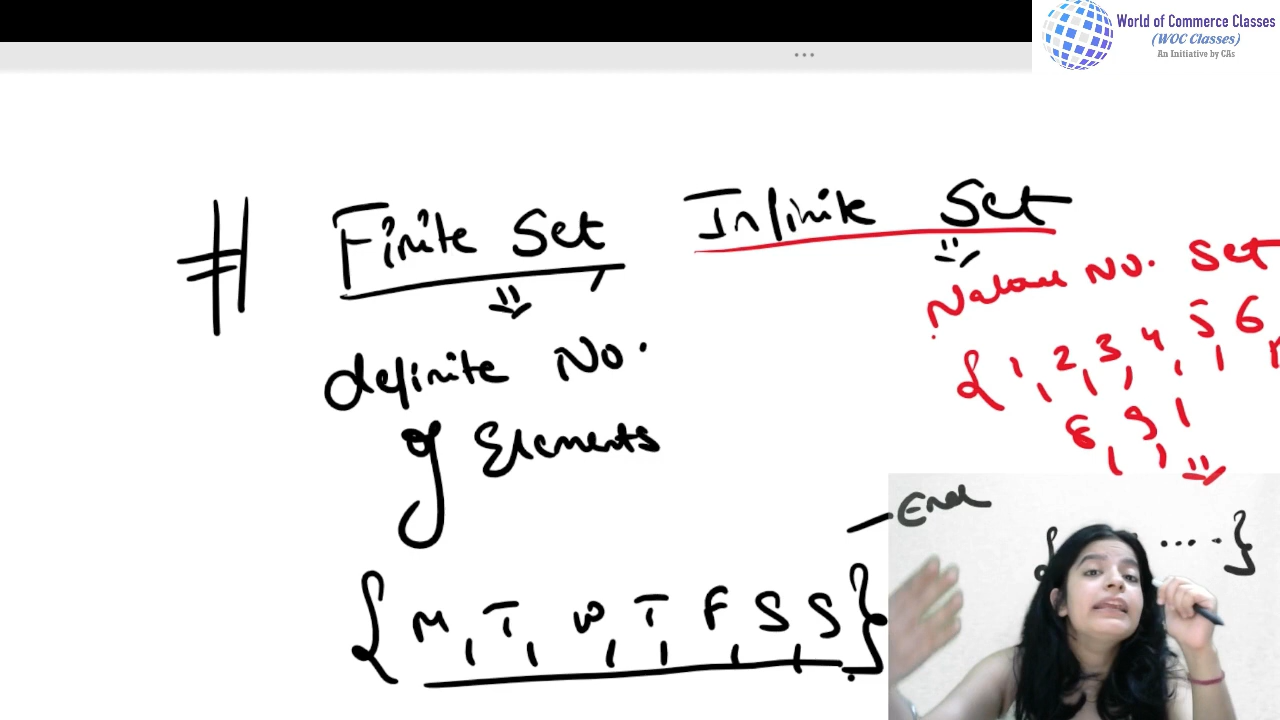 World of Commerce Classes
(WOC Classes)
An Initiative by CAs
# Finite Set Infinite Set
definite No.
of Elements
No. Set
{ 1, 2, 3, 4, 5, 6
8, 9,
End
{ .... }
{ M, T, W, T, F, S, S }